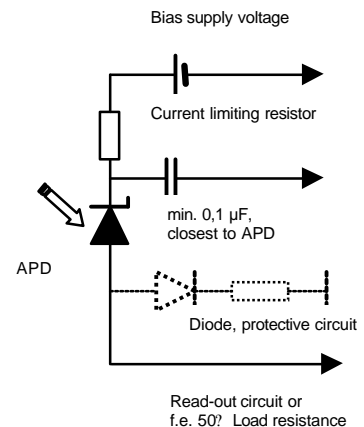 Bias supply voltage
Current limiting resistor
min. 0,1 µF,
closest to APD
APD
Diode, protective circuit
Read-out circuit or
f.e. 50? Load resistance